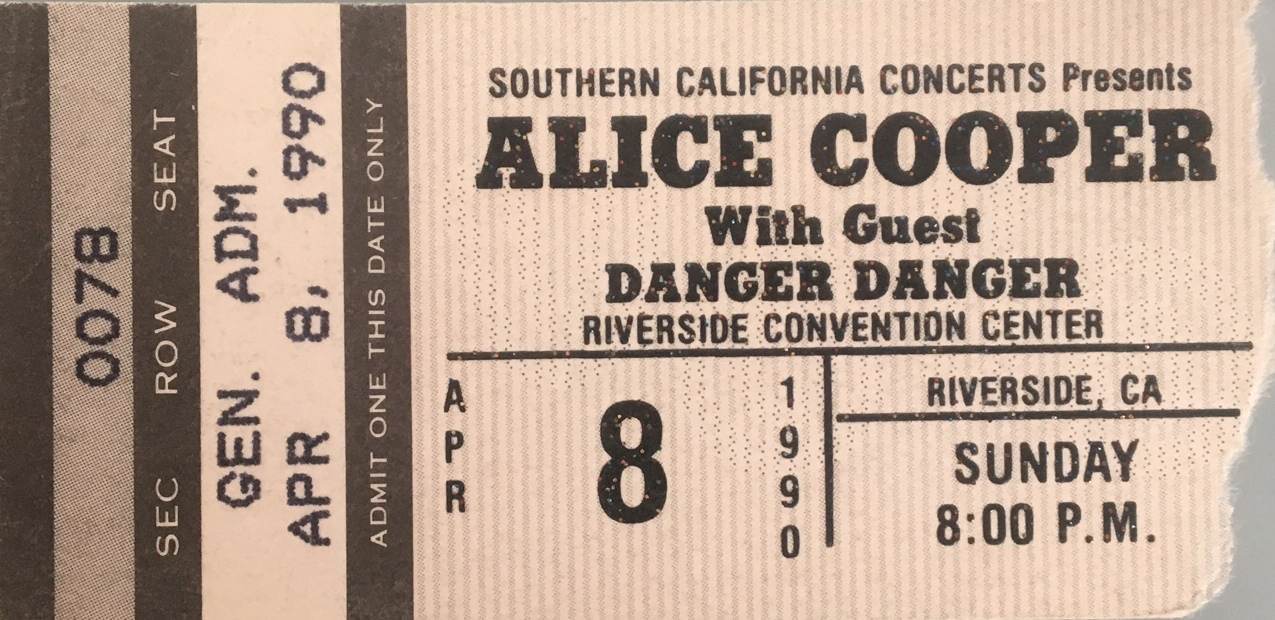 0078
SEC ROW SEAT
GEN. ADM.
APR 8, 1990
ADMIT ONE THIS DATE ONLY
SOUTHERN CALIFORNIA CONCERTS Presents
ALICE COOPER
With Guest
DANGER DANGER
RIVERSIDE CONVENTION CENTER
APR 8 1990
RIVERSIDE, CA
SUNDAY
8:00 P.M.